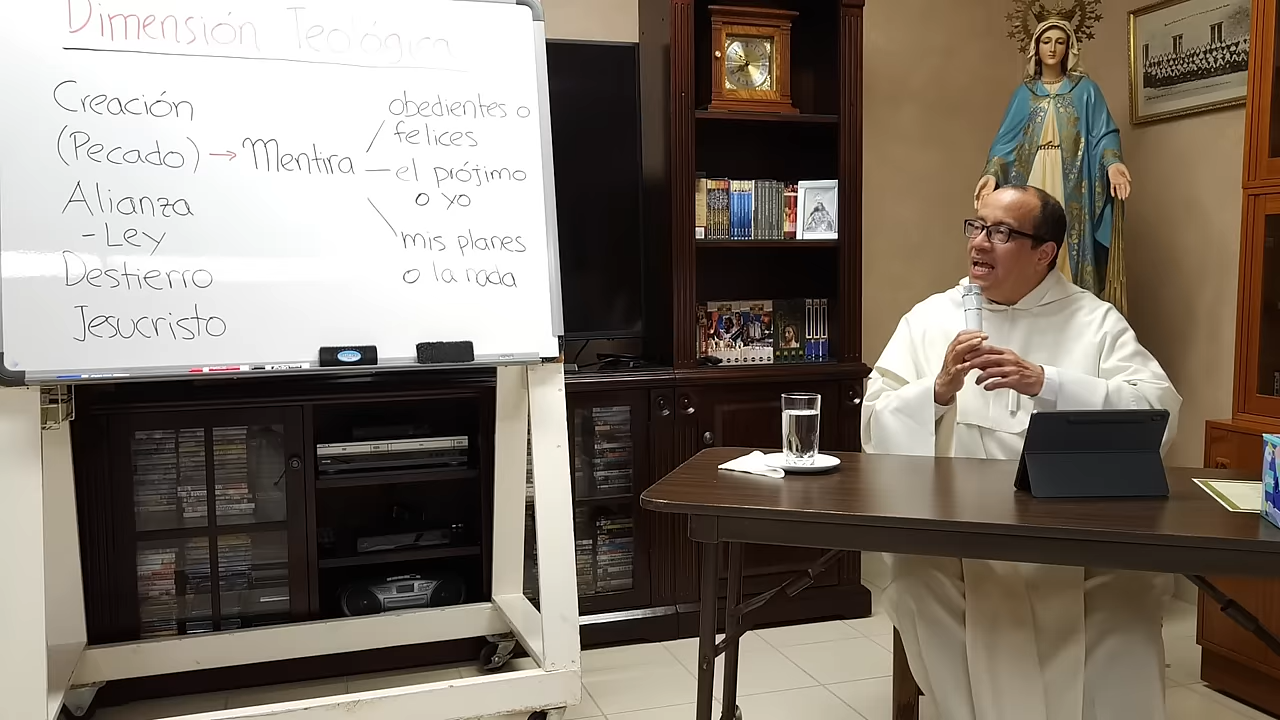 Dimensión Teológica
Creación
(Pecado) → Mentira
Alianza
-Ley
Destierro
Jesucristo
obedientes o
felices
el prójimo
o yo
mis planes
o la nada